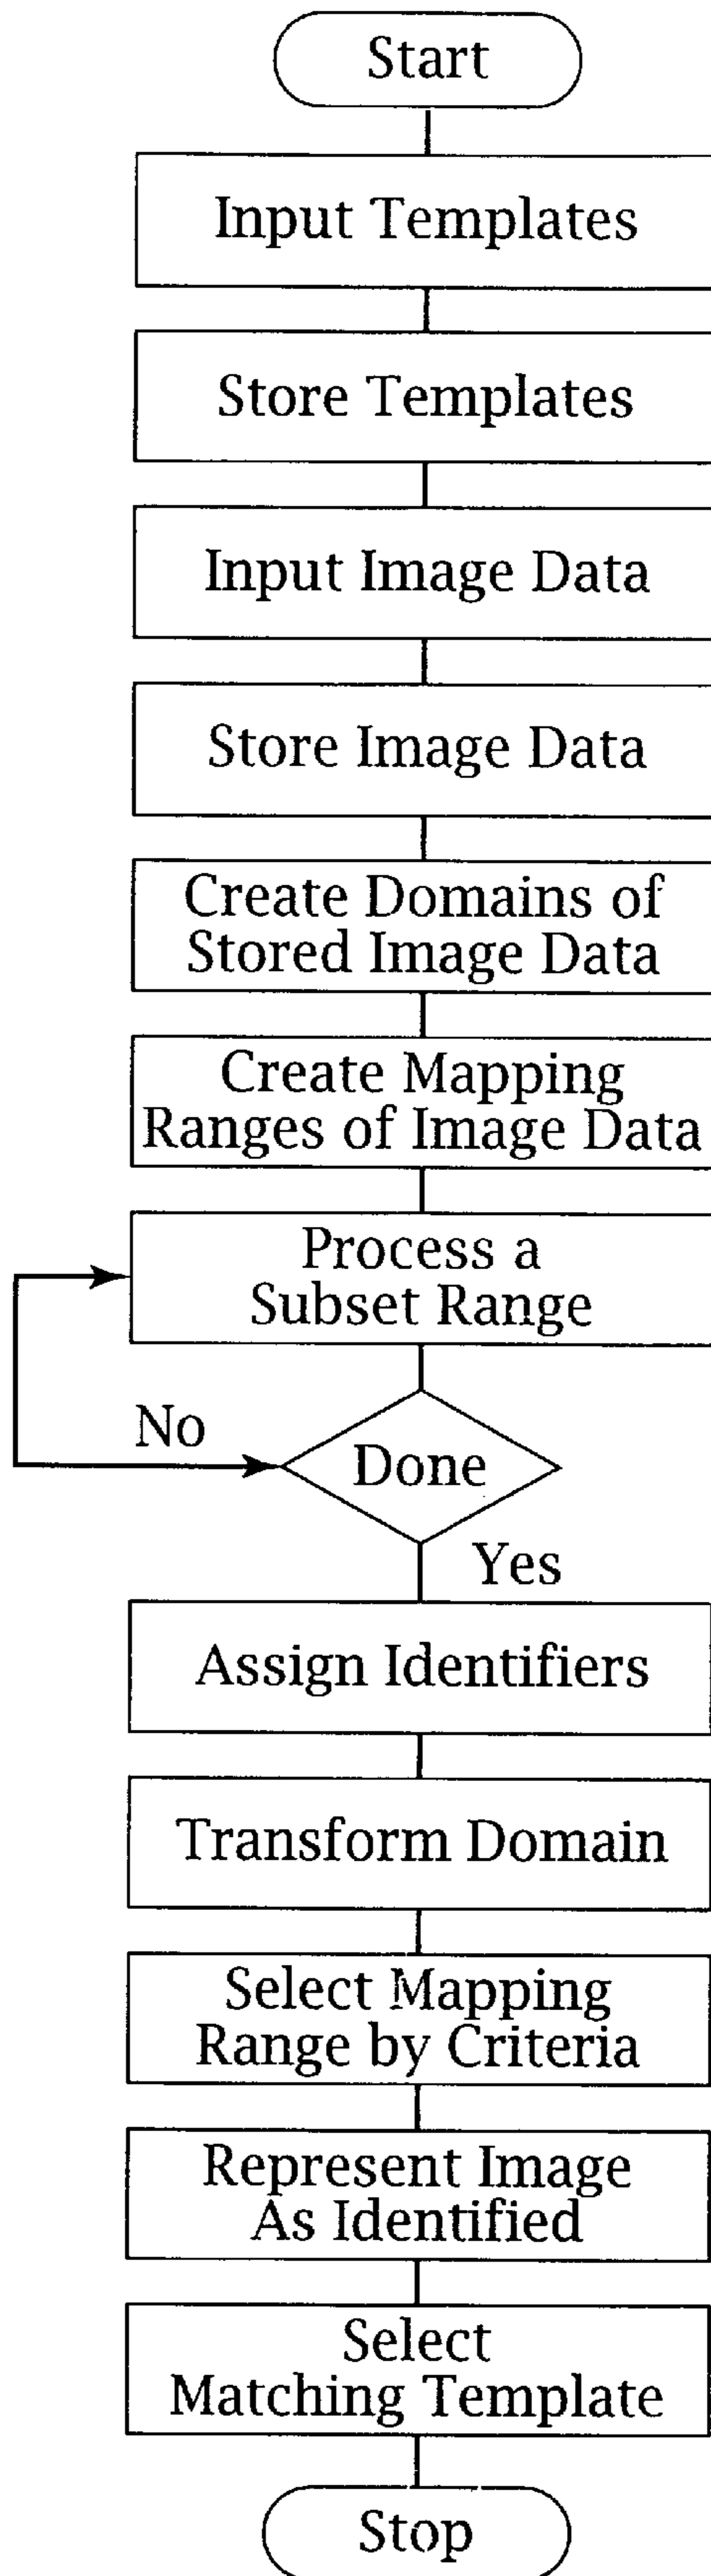 Start
Input Templates
Store Templates
Input Image Data
Store Image Data
Create Domains of
Stored Image Data
Create Mapping
Ranges of Image Data
Process a
Subset Range
No
Done
Yes
Assign Identifiers
Transform Domain
Select Mapping
Range by Criteria
Represent Image
As Identified
Select
Matching Template
Stop